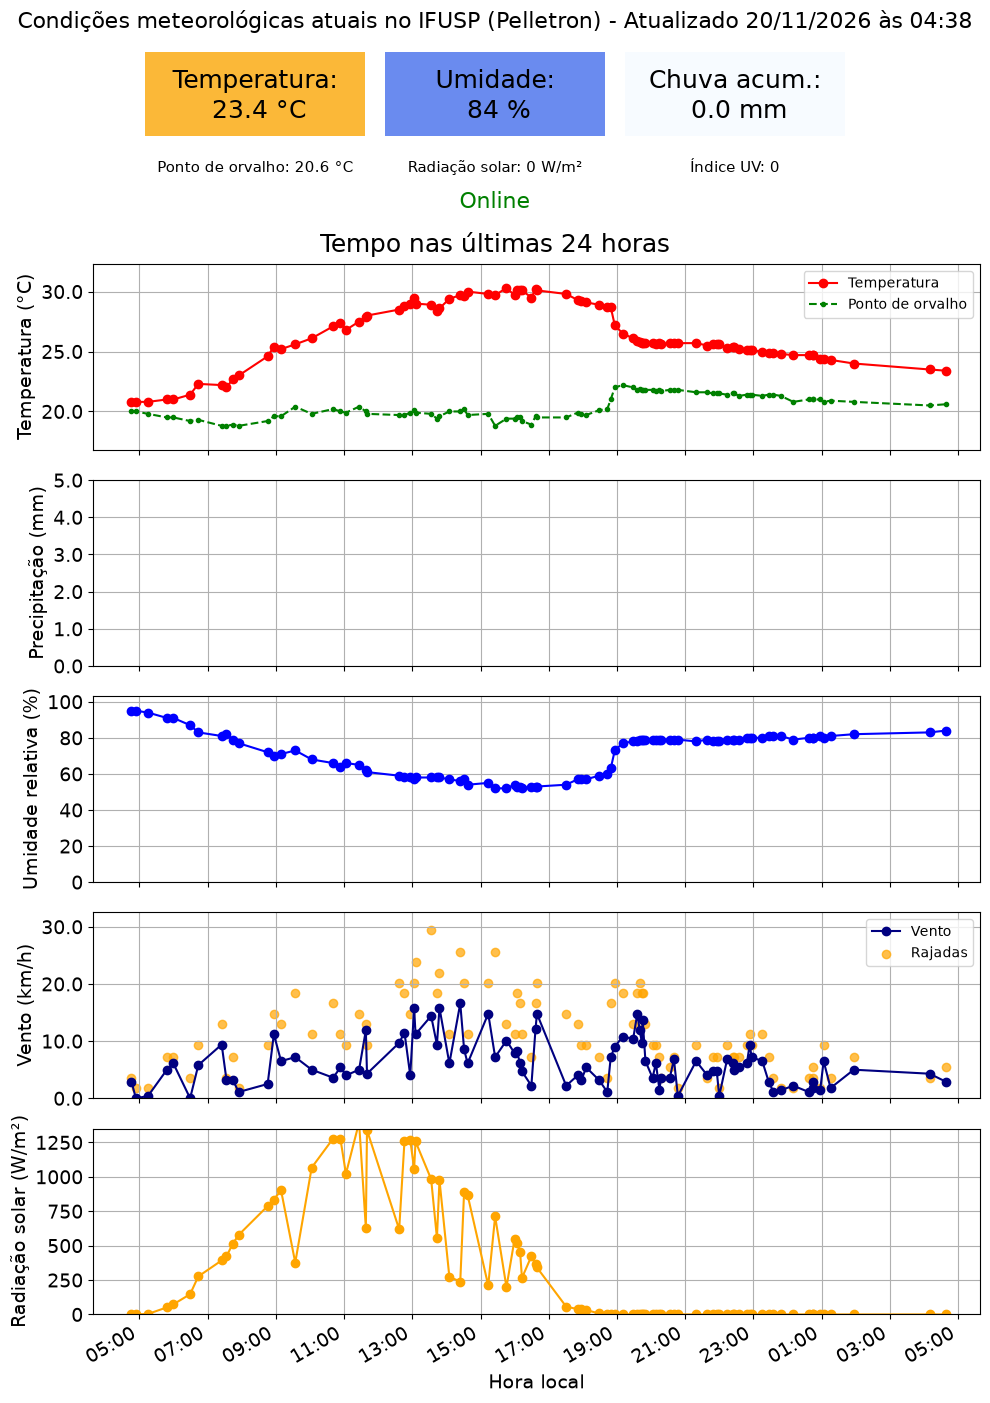 Condições meteorológicas atuais no IFUSP (Pelletron) - Atualizado 20/11/2026 às 04:38
Temperatura:
23.4 °C
Umidade:
84 %
Chuva acum.:
0.0 mm
Ponto de orvalho: 20.6 °C
Radiação solar: 0 W/m²
Índice UV: 0
Online
Tempo nas últimas 24 horas
Temperatura (°C)
30.0
25.0
20.0
Temperatura
Ponto de orvalho
Precipitação (mm)
5.0
4.0
3.0
2.0
1.0
0.0
Umidade relativa (%)
100
80
60
40
20
0
Vento (km/h)
30.0
20.0
10.0
0.0
Vento
Rajadas
Radiação solar (W/m²)
1250
1000
750
500
250
0
05:00
07:00
09:00
11:00
13:00
15:00
17:00
19:00
21:00
23:00
01:00
03:00
05:00
Hora local